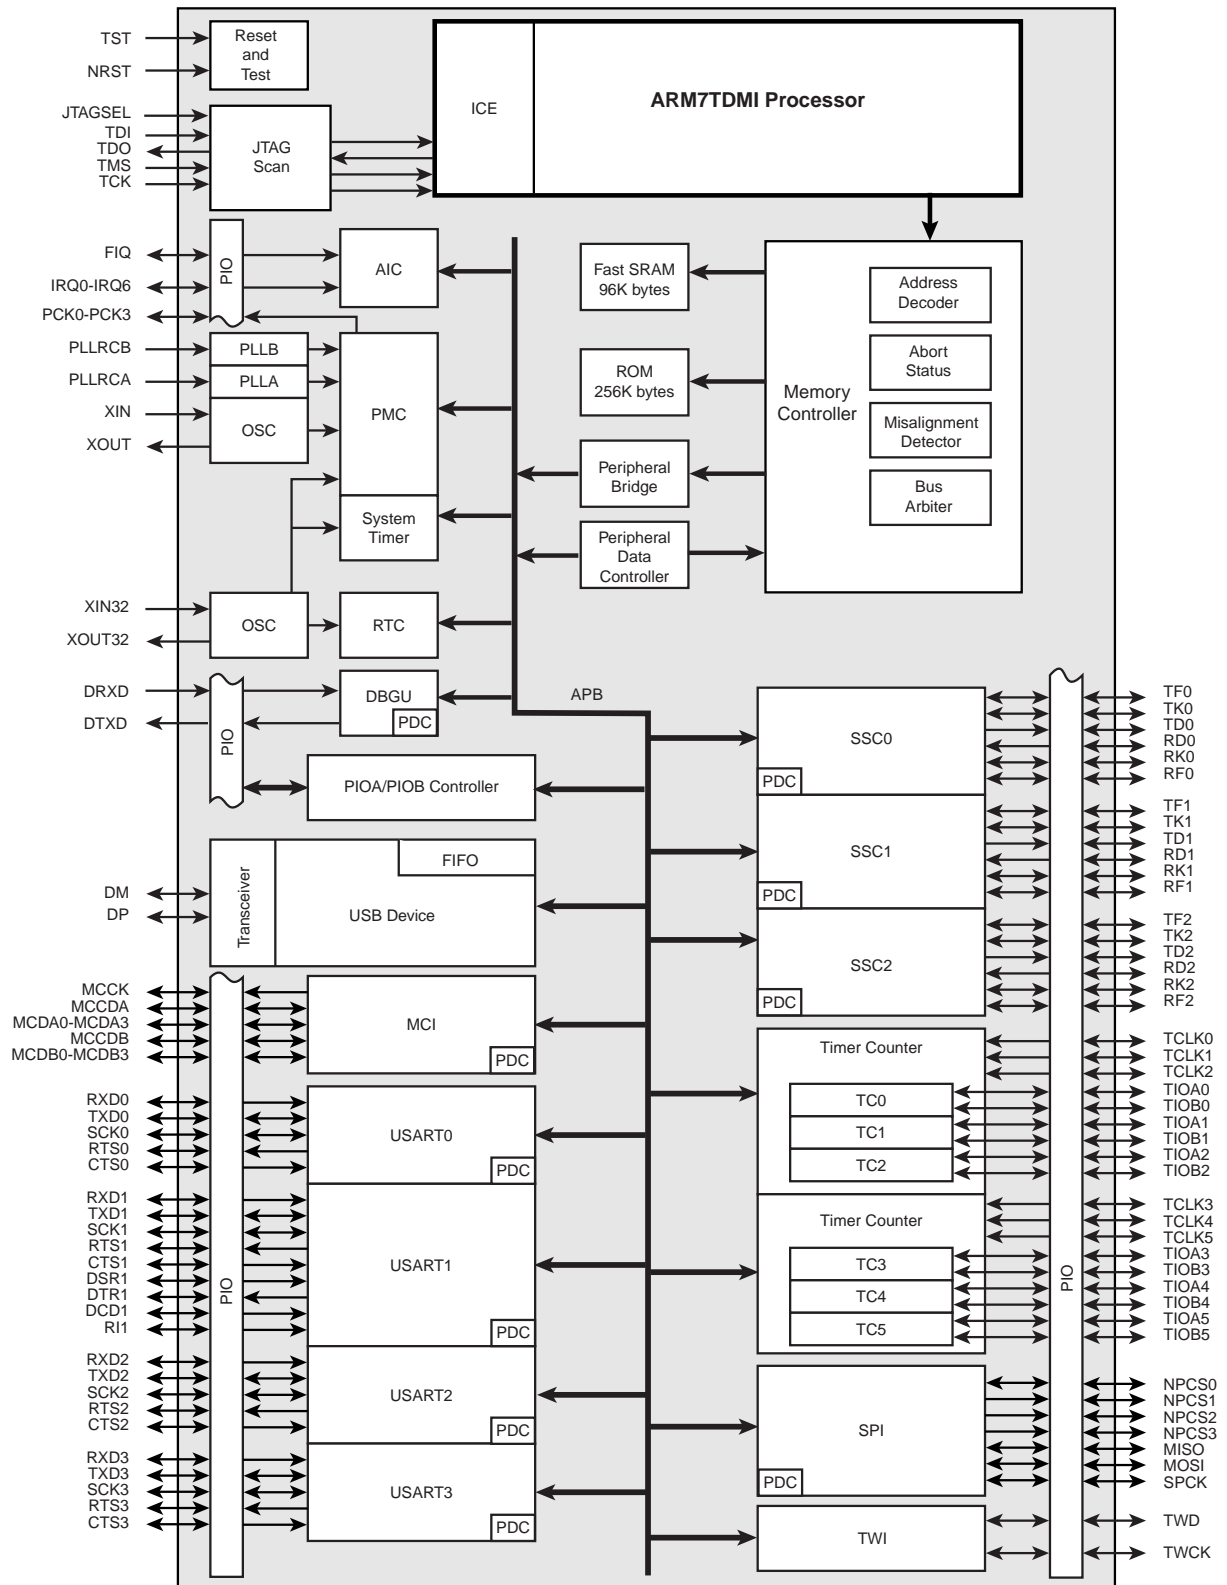 TST
NRST
Reset
and
Test
ICE
ARM7TDMI Processor
JTAGSEL
TDI
TDO
TMS
TCK
JTAG
Scan
FIQ
IRQ0-IRQ6
PCK0-PCK3
PIO
AIC
PLLRCB
PLLRCA
XIN
XOUT
PLLB
PLLA
OSC
PMC
System
Timer
Fast SRAM
96K bytes
ROM
256K bytes
Peripheral
Bridge
Peripheral
Data
Controller
Memory
Controller
Address
Decoder
Abort
Status
Misalignment
Detector
Bus
Arbiter
XIN32
XOUT32
OSC
RTC
DRXD
DTXD
PIO
DBGU
PDC
APB
PIOA/PIOB Controller
DM
DP
Transceiver
FIFO
USB Device
MCCK
MCCDA
MCDA0-MCDA3
MCCDB
MCDB0-MCDB3
MCI
PDC
RXD0
TXD0
SCK0
RTS0
CTS0
USART0
PDC
RXD1
TXD1
SCK1
RTS1
CTS1
DSR1
DTR1
DCD1
RI1
PIO
USART1
PDC
RXD2
TXD2
SCK2
RTS2
CTS2
USART2
PDC
RXD3
TXD3
SCK3
RTS3
CTS3
USART3
PDC
SSC0
PDC
TF0
TK0
TD0
RD0
RK0
RF0
SSC1
PDC
TF1
TK1
TD1
RD1
RK1
RF1
SSC2
PDC
TF2
TK2
TD2
RD2
RK2
RF2
Timer Counter
TC0
TC1
TC2
TCLK0
TCLK1
TCLK2
TIOA0
TIOB0
TIOA1
TIOB1
TIOA2
TIOB2
Timer Counter
TC3
TC4
TC5
PIO
TCLK3
TCLK4
TCLK5
TIOA3
TIOB3
TIOA4
TIOB4
TIOA5
TIOB5
SPI
PDC
NPCS0
NPCS1
NPCS2
NPCS3
MISO
MOSI
SPCK
TWI
TWD
TWCK